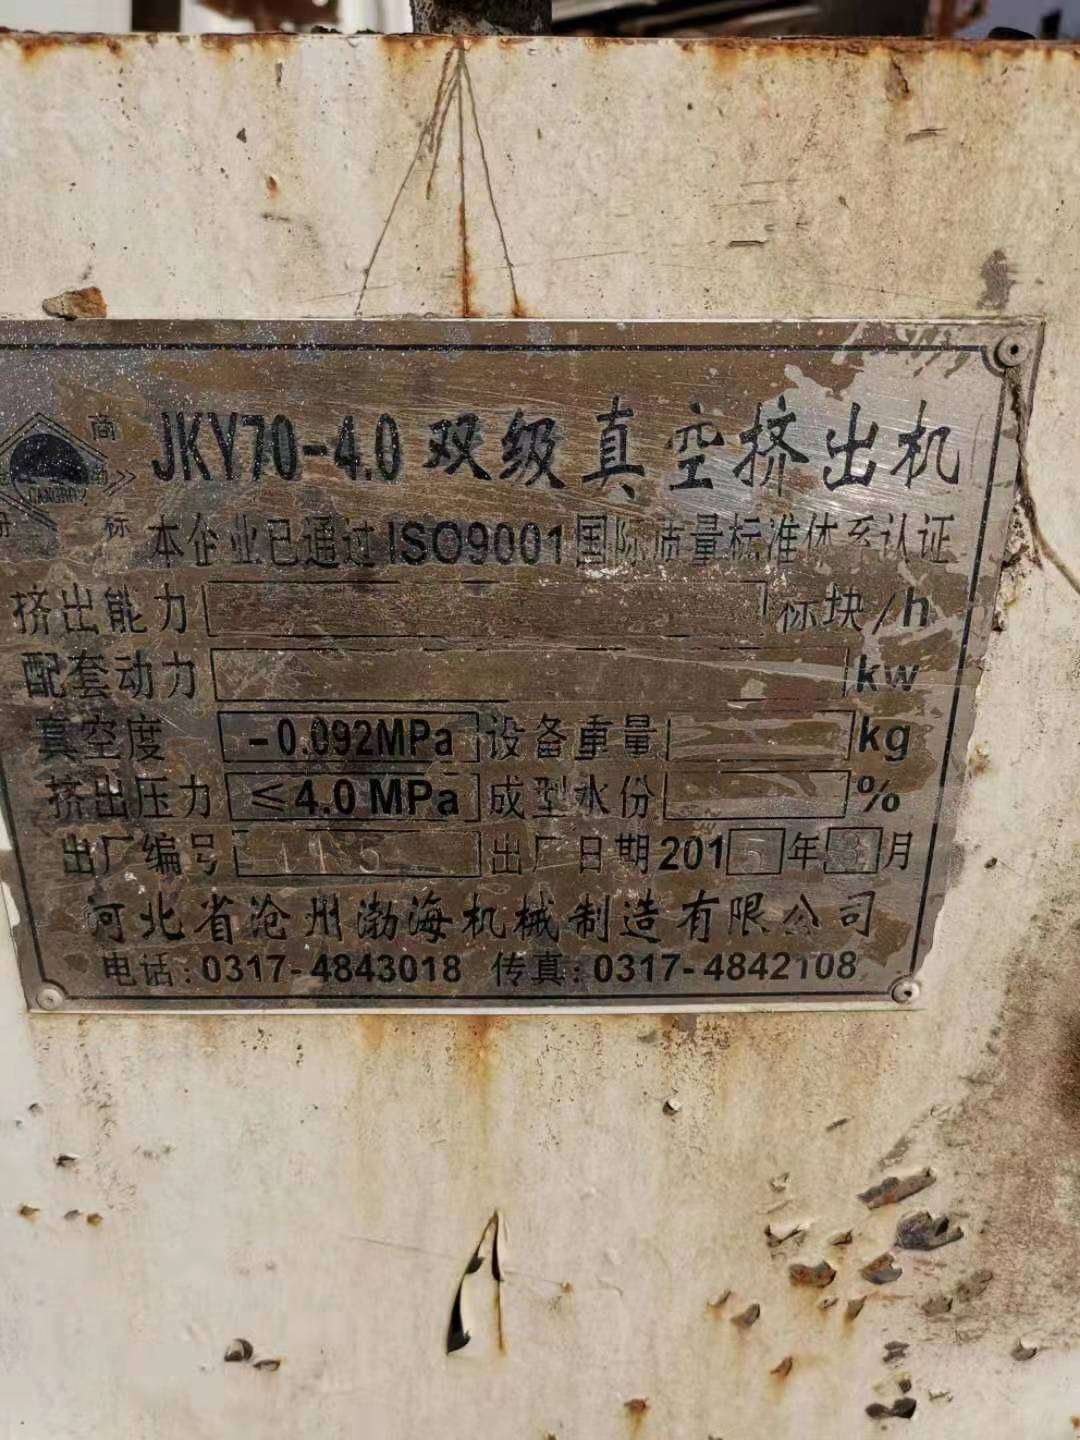 商
CANGBO
标
JKY70-4.0 双级真空挤出机
本企业已通过ISO9001国际质量标准体系认证
挤出能力 标块/h
配套动力 kw
真空度 -0.092MPa 设备重量 kg
挤出压力 ≤4.0 MPa 成型水份 %
出厂编号 出厂日期 201 年 月
河北省沧州渤海机械制造有限公司
电话:0317-4843018 传真:0317-4842108